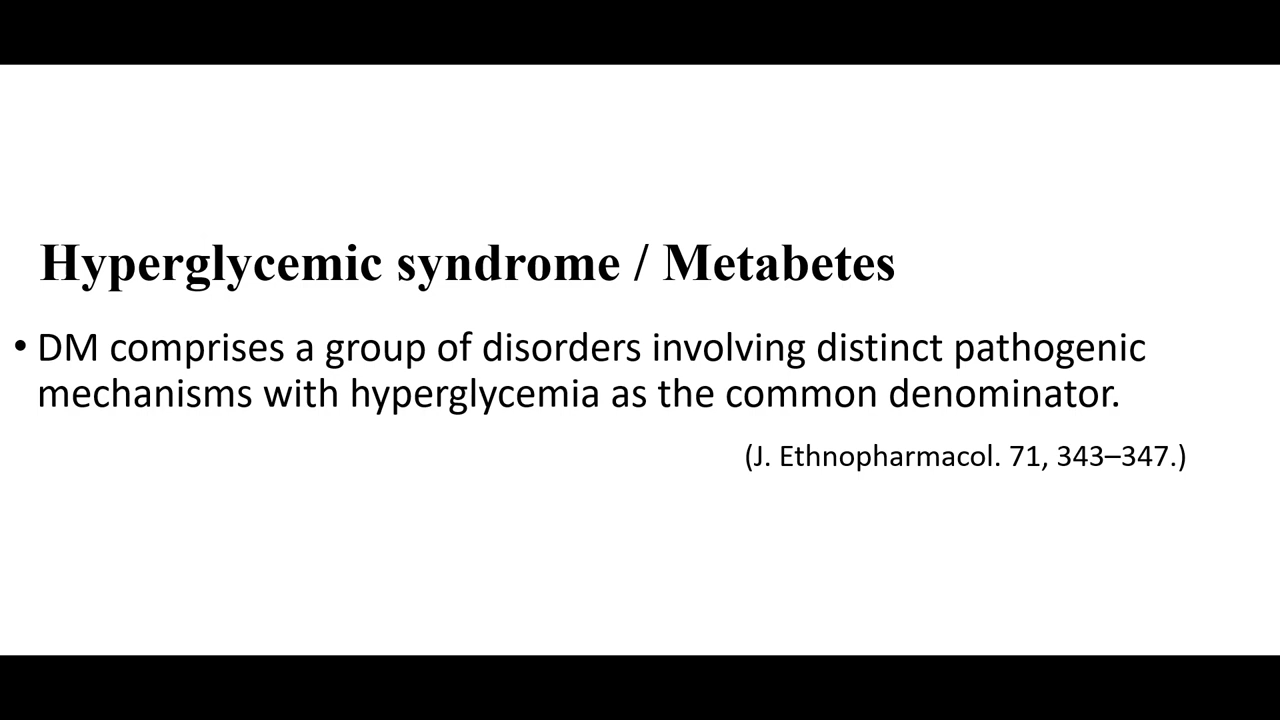 Hyperglycemic syndrome / Metabetes
• DM comprises a group of disorders involving distinct pathogenic
mechanisms with hyperglycemia as the common denominator.
(J. Ethnopharmacol. 71, 343–347.)